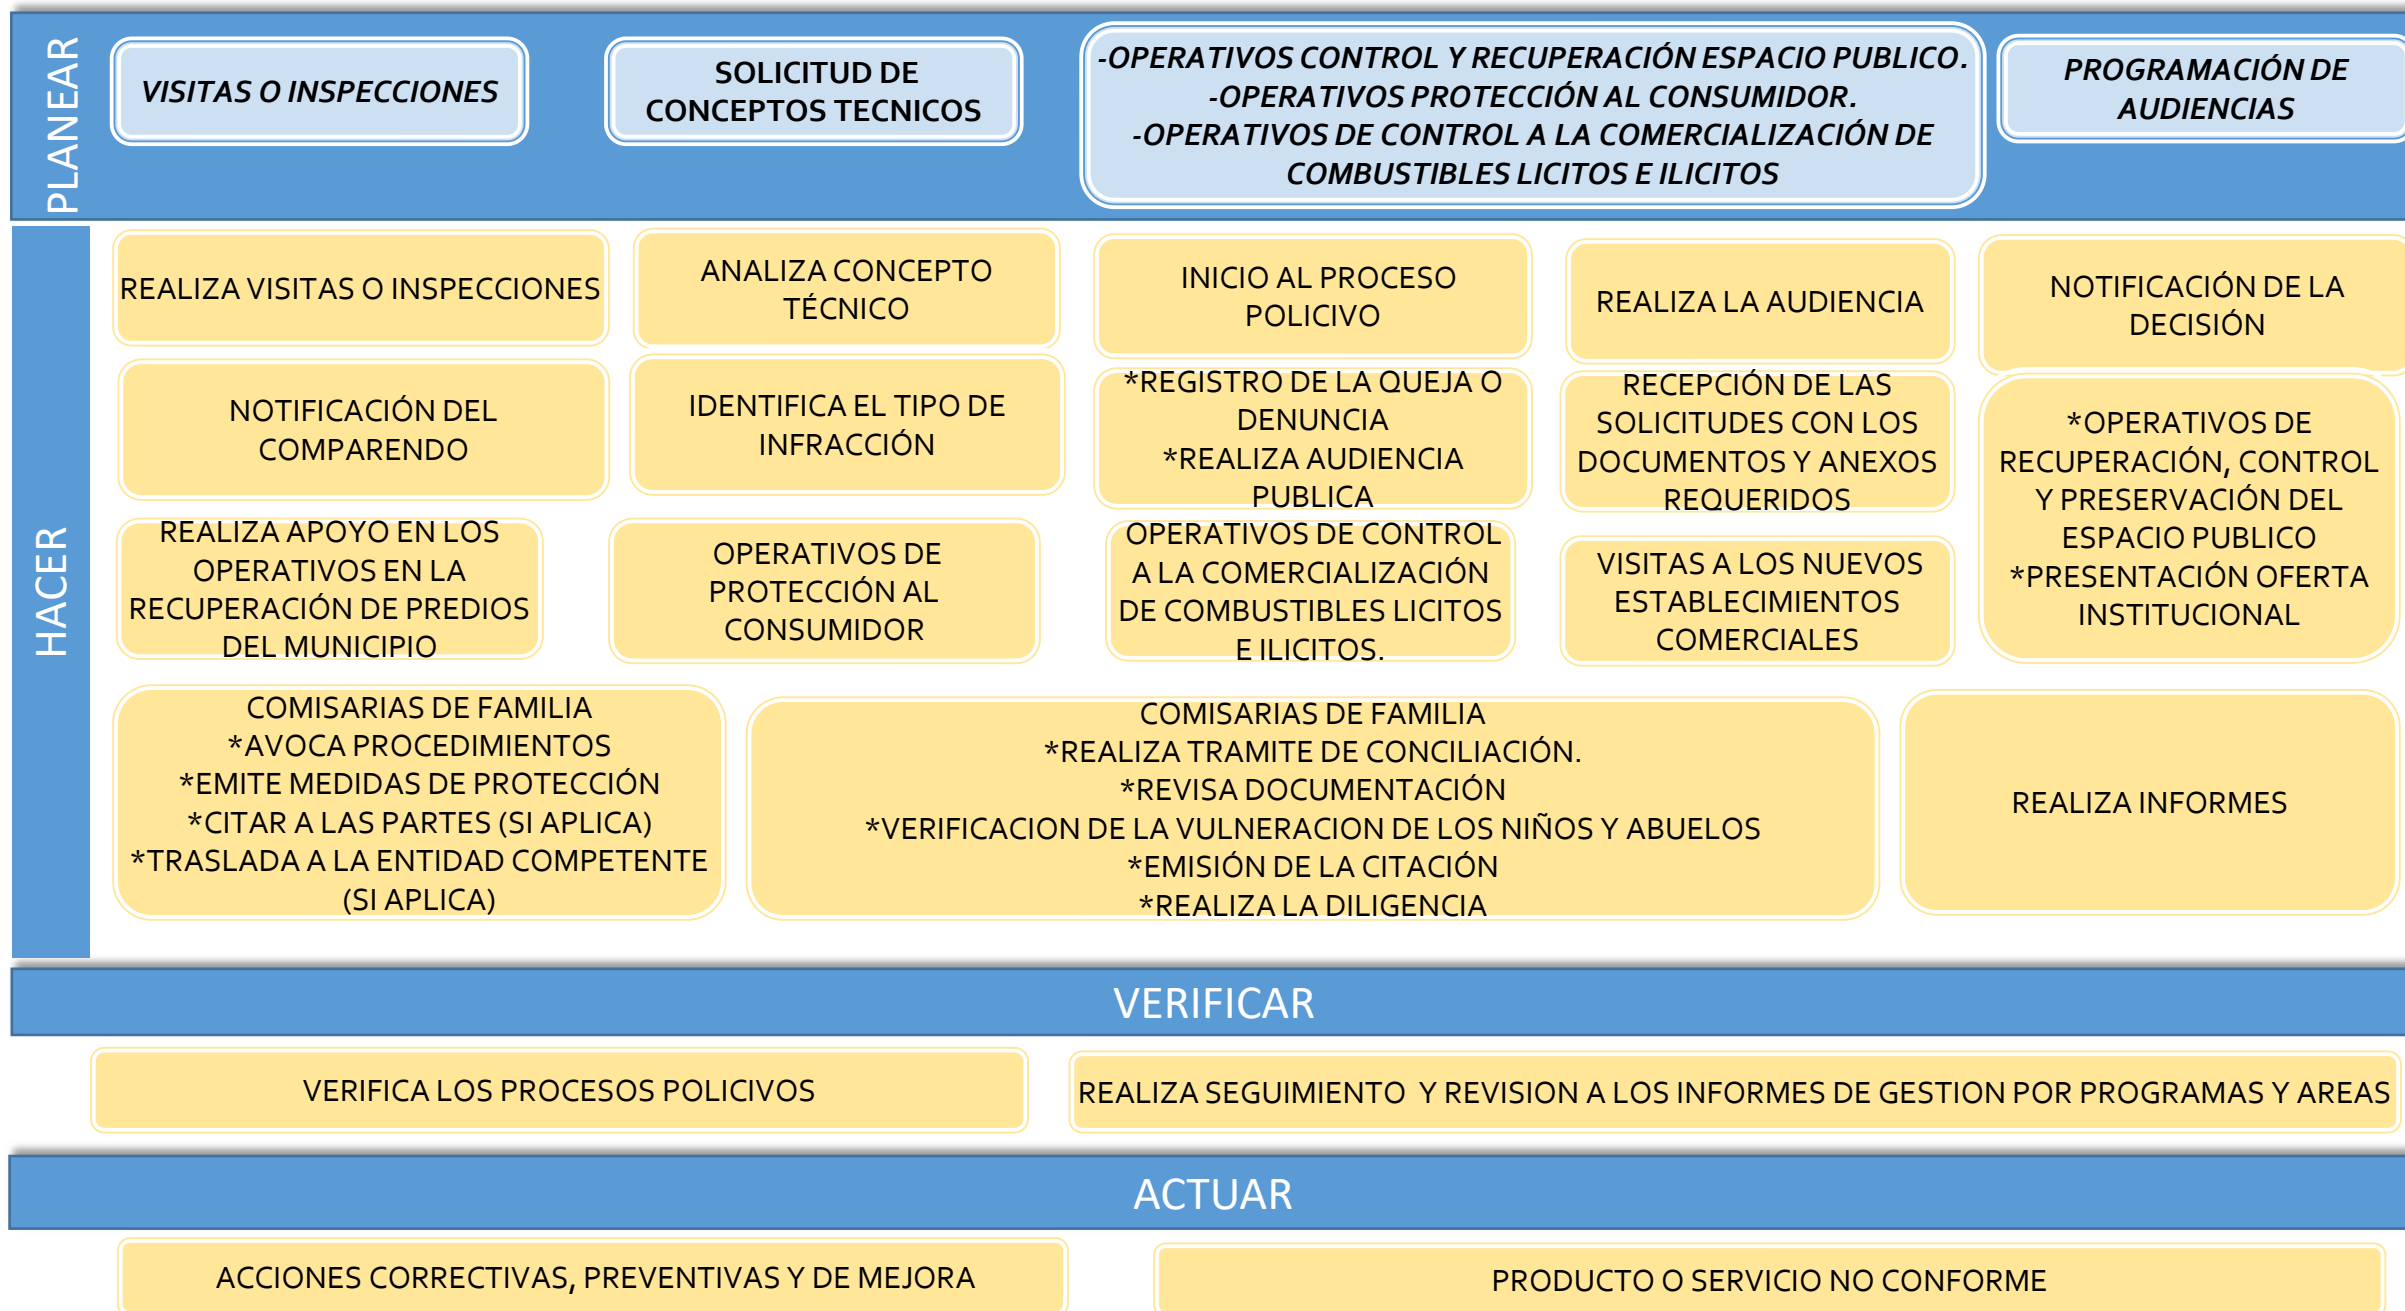 PLANEAR
VISITAS O INSPECCIONES
SOLICITUD DE
CONCEPTOS TECNICOS
-OPERATIVOS CONTROL Y RECUPERACIÓN ESPACIO PUBLICO.
-OPERATIVOS PROTECCIÓN AL CONSUMIDOR.
-OPERATIVOS DE CONTROL A LA COMERCIALIZACIÓN DE
COMBUSTIBLES LICITOS E ILICITOS
PROGRAMACIÓN DE
AUDIENCIAS
HACER
REALIZA VISITAS O INSPECCIONES
ANALIZA CONCEPTO
TÉCNICO
INICIO AL PROCESO
POLICIVO
REALIZA LA AUDIENCIA
NOTIFICACIÓN DE LA
DECISIÓN
NOTIFICACIÓN DEL
COMPARENDO
IDENTIFICA EL TIPO DE
INFRACCIÓN
*REGISTRO DE LA QUEJA O
DENUNCIA
*REALIZA AUDIENCIA
PUBLICA
RECEPCIÓN DE LAS
SOLICITUDES CON LOS
DOCUMENTOS Y ANEXOS
REQUERIDOS
*OPERATIVOS DE
RECUPERACIÓN, CONTROL
Y PRESERVACIÓN DEL
ESPACIO PUBLICO
*PRESENTACIÓN OFERTA
INSTITUCIONAL
REALIZA APOYO EN LOS
OPERATIVOS EN LA
RECUPERACIÓN DE PREDIOS
DEL MUNICIPIO
OPERATIVOS DE
PROTECCIÓN AL
CONSUMIDOR
OPERATIVOS DE CONTROL
A LA COMERCIALIZACIÓN
DE COMBUSTIBLES LICITOS
E ILICITOS.
VISITAS A LOS NUEVOS
ESTABLECIMIENTOS
COMERCIALES
COMISARIAS DE FAMILIA
*AVOCA PROCEDIMIENTOS
*EMITE MEDIDAS DE PROTECCIÓN
*CITAR A LAS PARTES (SI APLICA)
*TRASLADA A LA ENTIDAD COMPETENTE
(SI APLICA)
COMISARIAS DE FAMILIA
*REALIZA TRAMITE DE CONCILIACIÓN.
*REVISA DOCUMENTACIÓN
*VERIFICACION DE LA VULNERACION DE LOS NIÑOS Y ABUELOS
*EMISIÓN DE LA CITACIÓN
*REALIZA LA DILIGENCIA
REALIZA INFORMES
VERIFICAR
VERIFICA LOS PROCESOS POLICIVOS
REALIZA SEGUIMIENTO  Y REVISION A LOS INFORMES DE GESTION POR PROGRAMAS Y AREAS
ACTUAR
ACCIONES CORRECTIVAS, PREVENTIVAS Y DE MEJORA
PRODUCTO O SERVICIO NO CONFORME